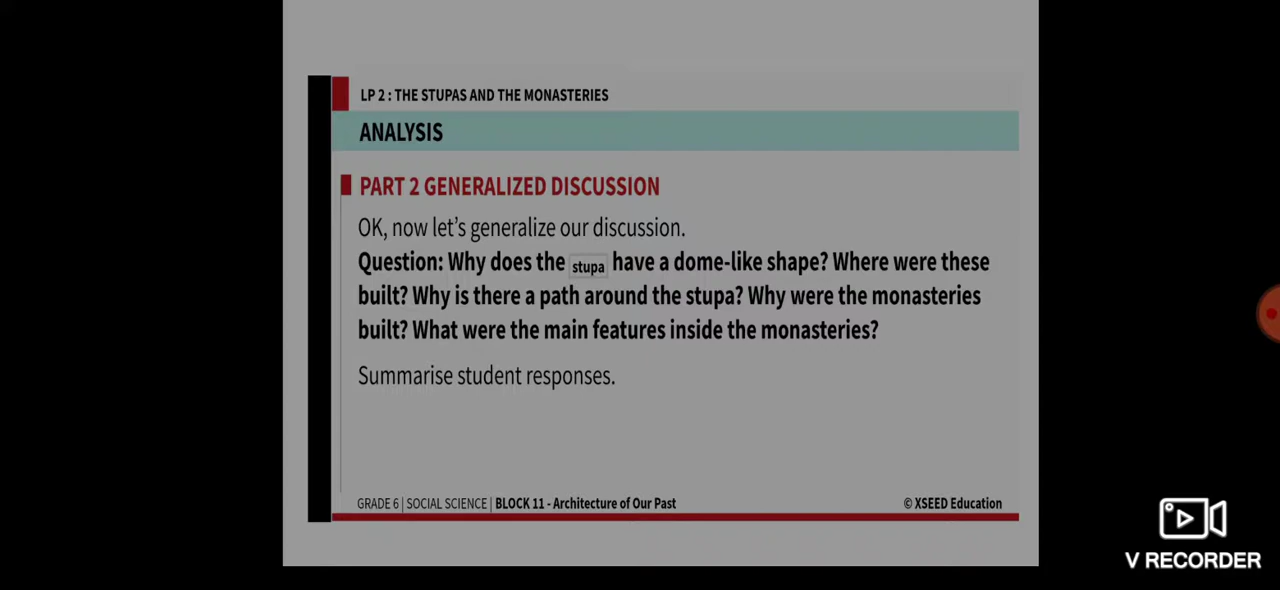 LP 2 : THE STUPAS AND THE MONASTERIES
ANALYSIS
PART 2 GENERALIZED DISCUSSION
OK, now let's generalize our discussion.
Question: Why does the stupa have a dome-like shape? Where were these
built? Why is there a path around the stupa? Why were the monasteries
built? What were the main features inside the monasteries?
Summarise student responses.
GRADE 6 | SOCIAL SCIENCE | BLOCK 11 - Architecture of Our Past
© XSEED Education
V RECORDER